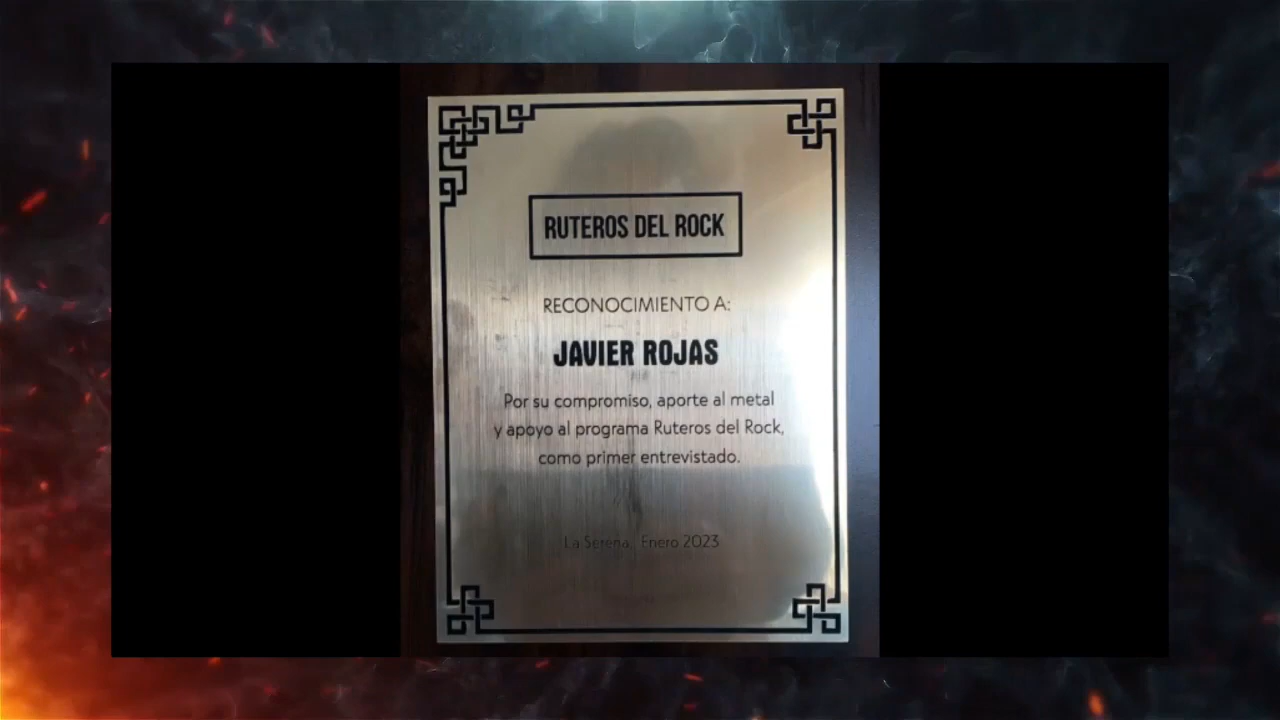 RUTEROS DEL ROCK
RECONOCIMIENTO A:
JAVIER ROJAS
Por su compromiso, aporte al metal
y apoyo al programa Ruteros del Rock,
como primer entrevistado.
La Serena, Enero 2023